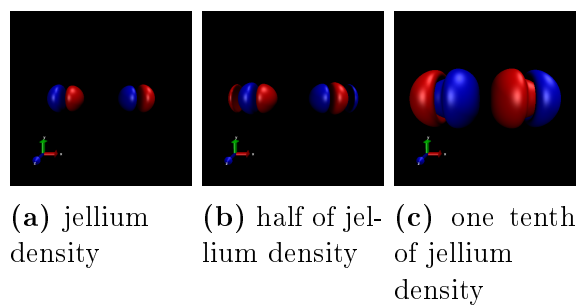 (a) jellium
density
(b) half of jel-
lium density
(c) one tenth
of jellium
density